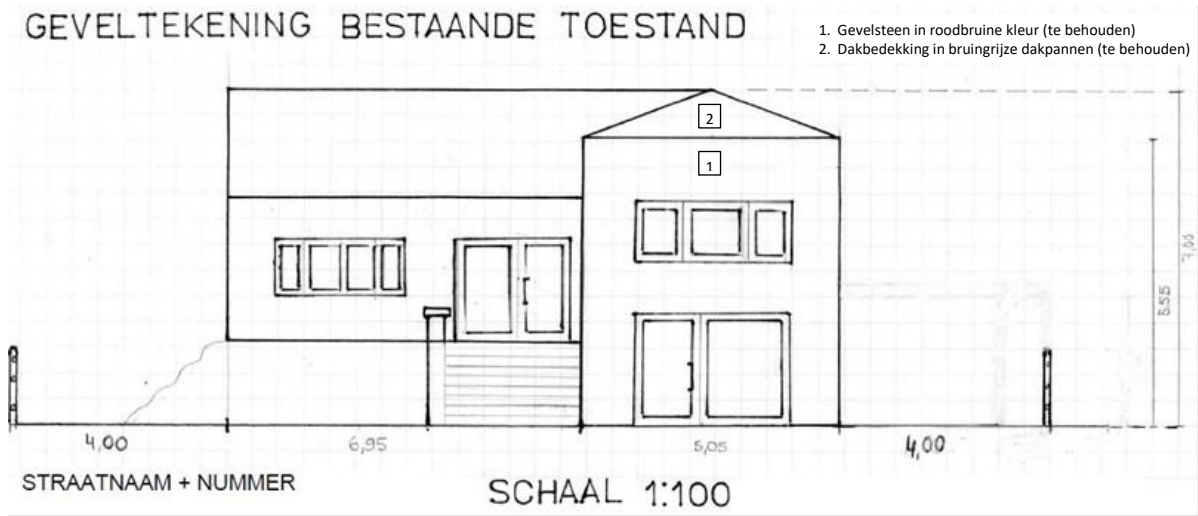 GEVELTEKENING BESTAANDE TOESTAND
1. Gevelsteen in roodbruine kleur (te behouden)
2. Dakbedekking in bruingrijze dakpannen (te behouden)
2
1
7,00
5.55
4,00 6,95 5,05 4,00
STRAATNAAM + NUMMER
SCHAAL 1:100